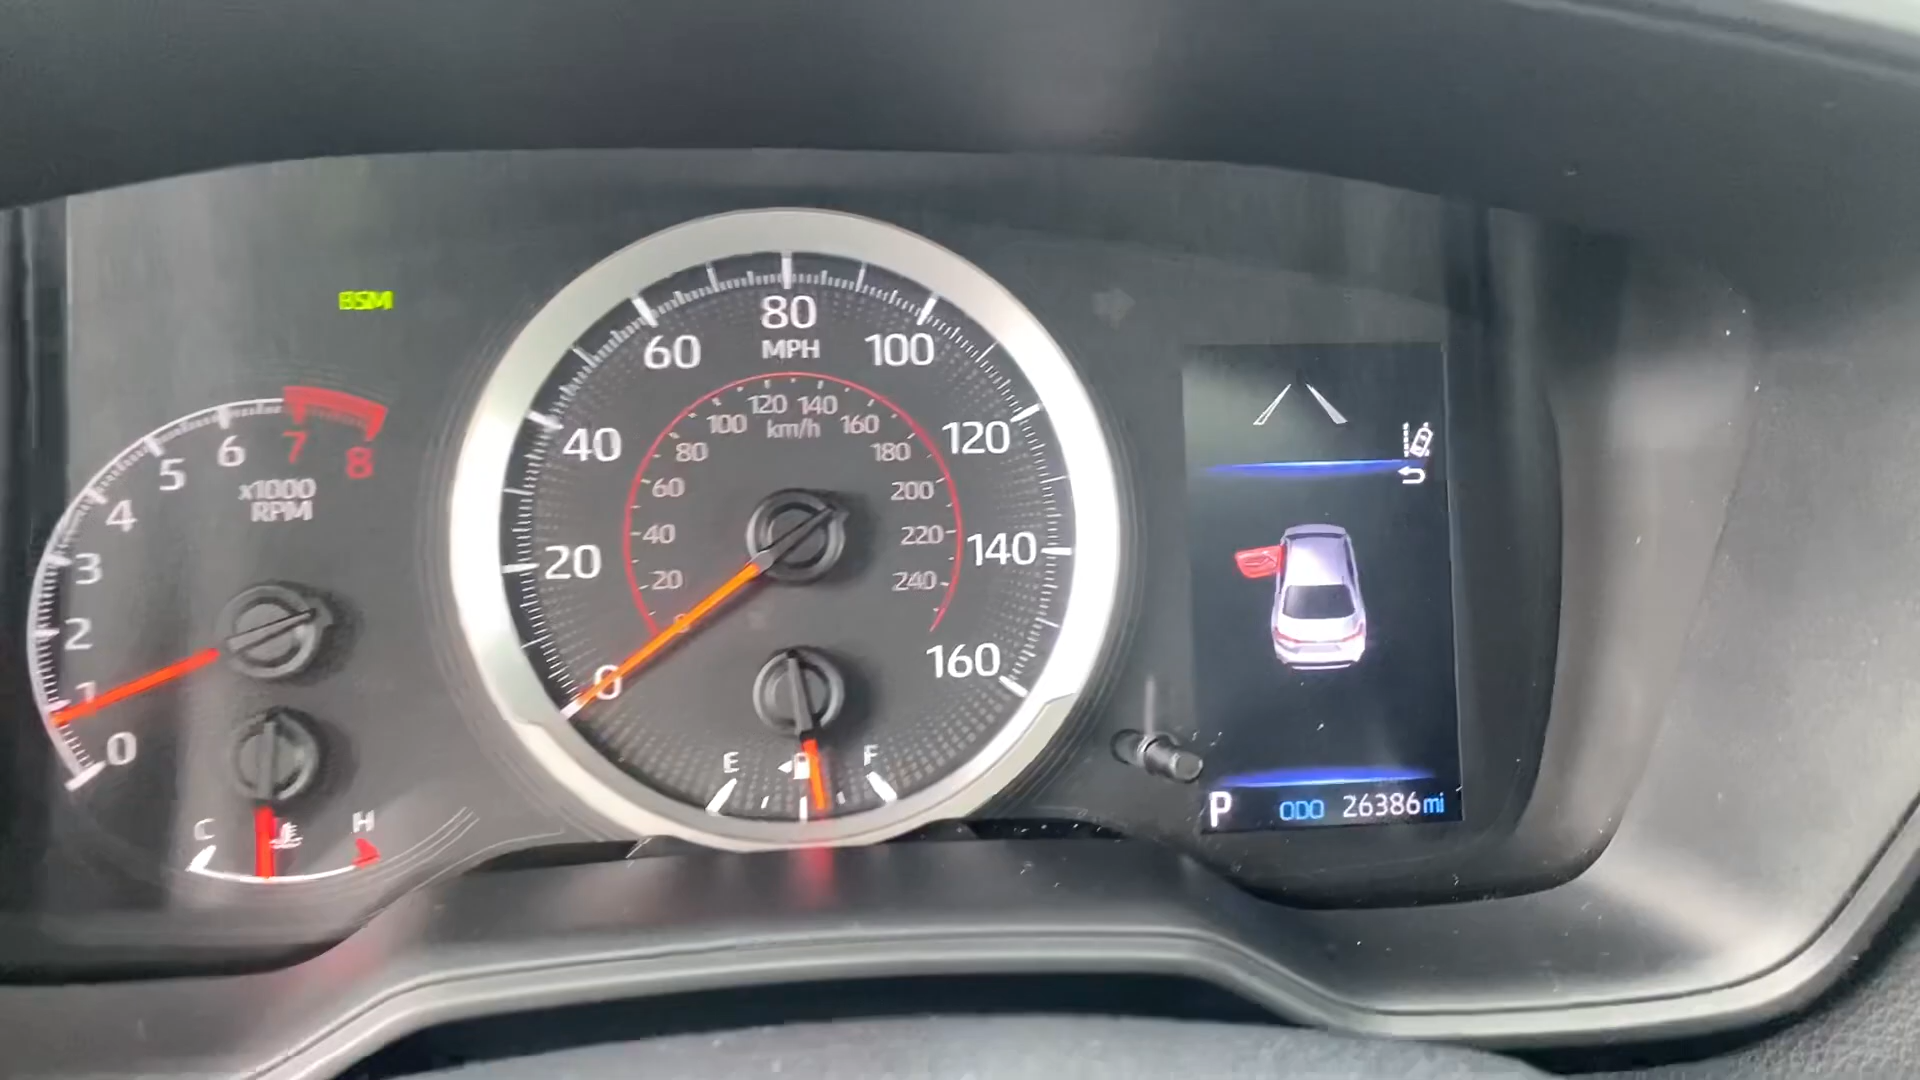 BSM
0 1 2 3 4 5 6 7 8
x1000
RPM
C H
0 20 40 60 80 100 120 140 160
MPH
0 20 40 60 80 100 120 140 160 180 200 220 240
km/h
E F
P ODO 26386mi